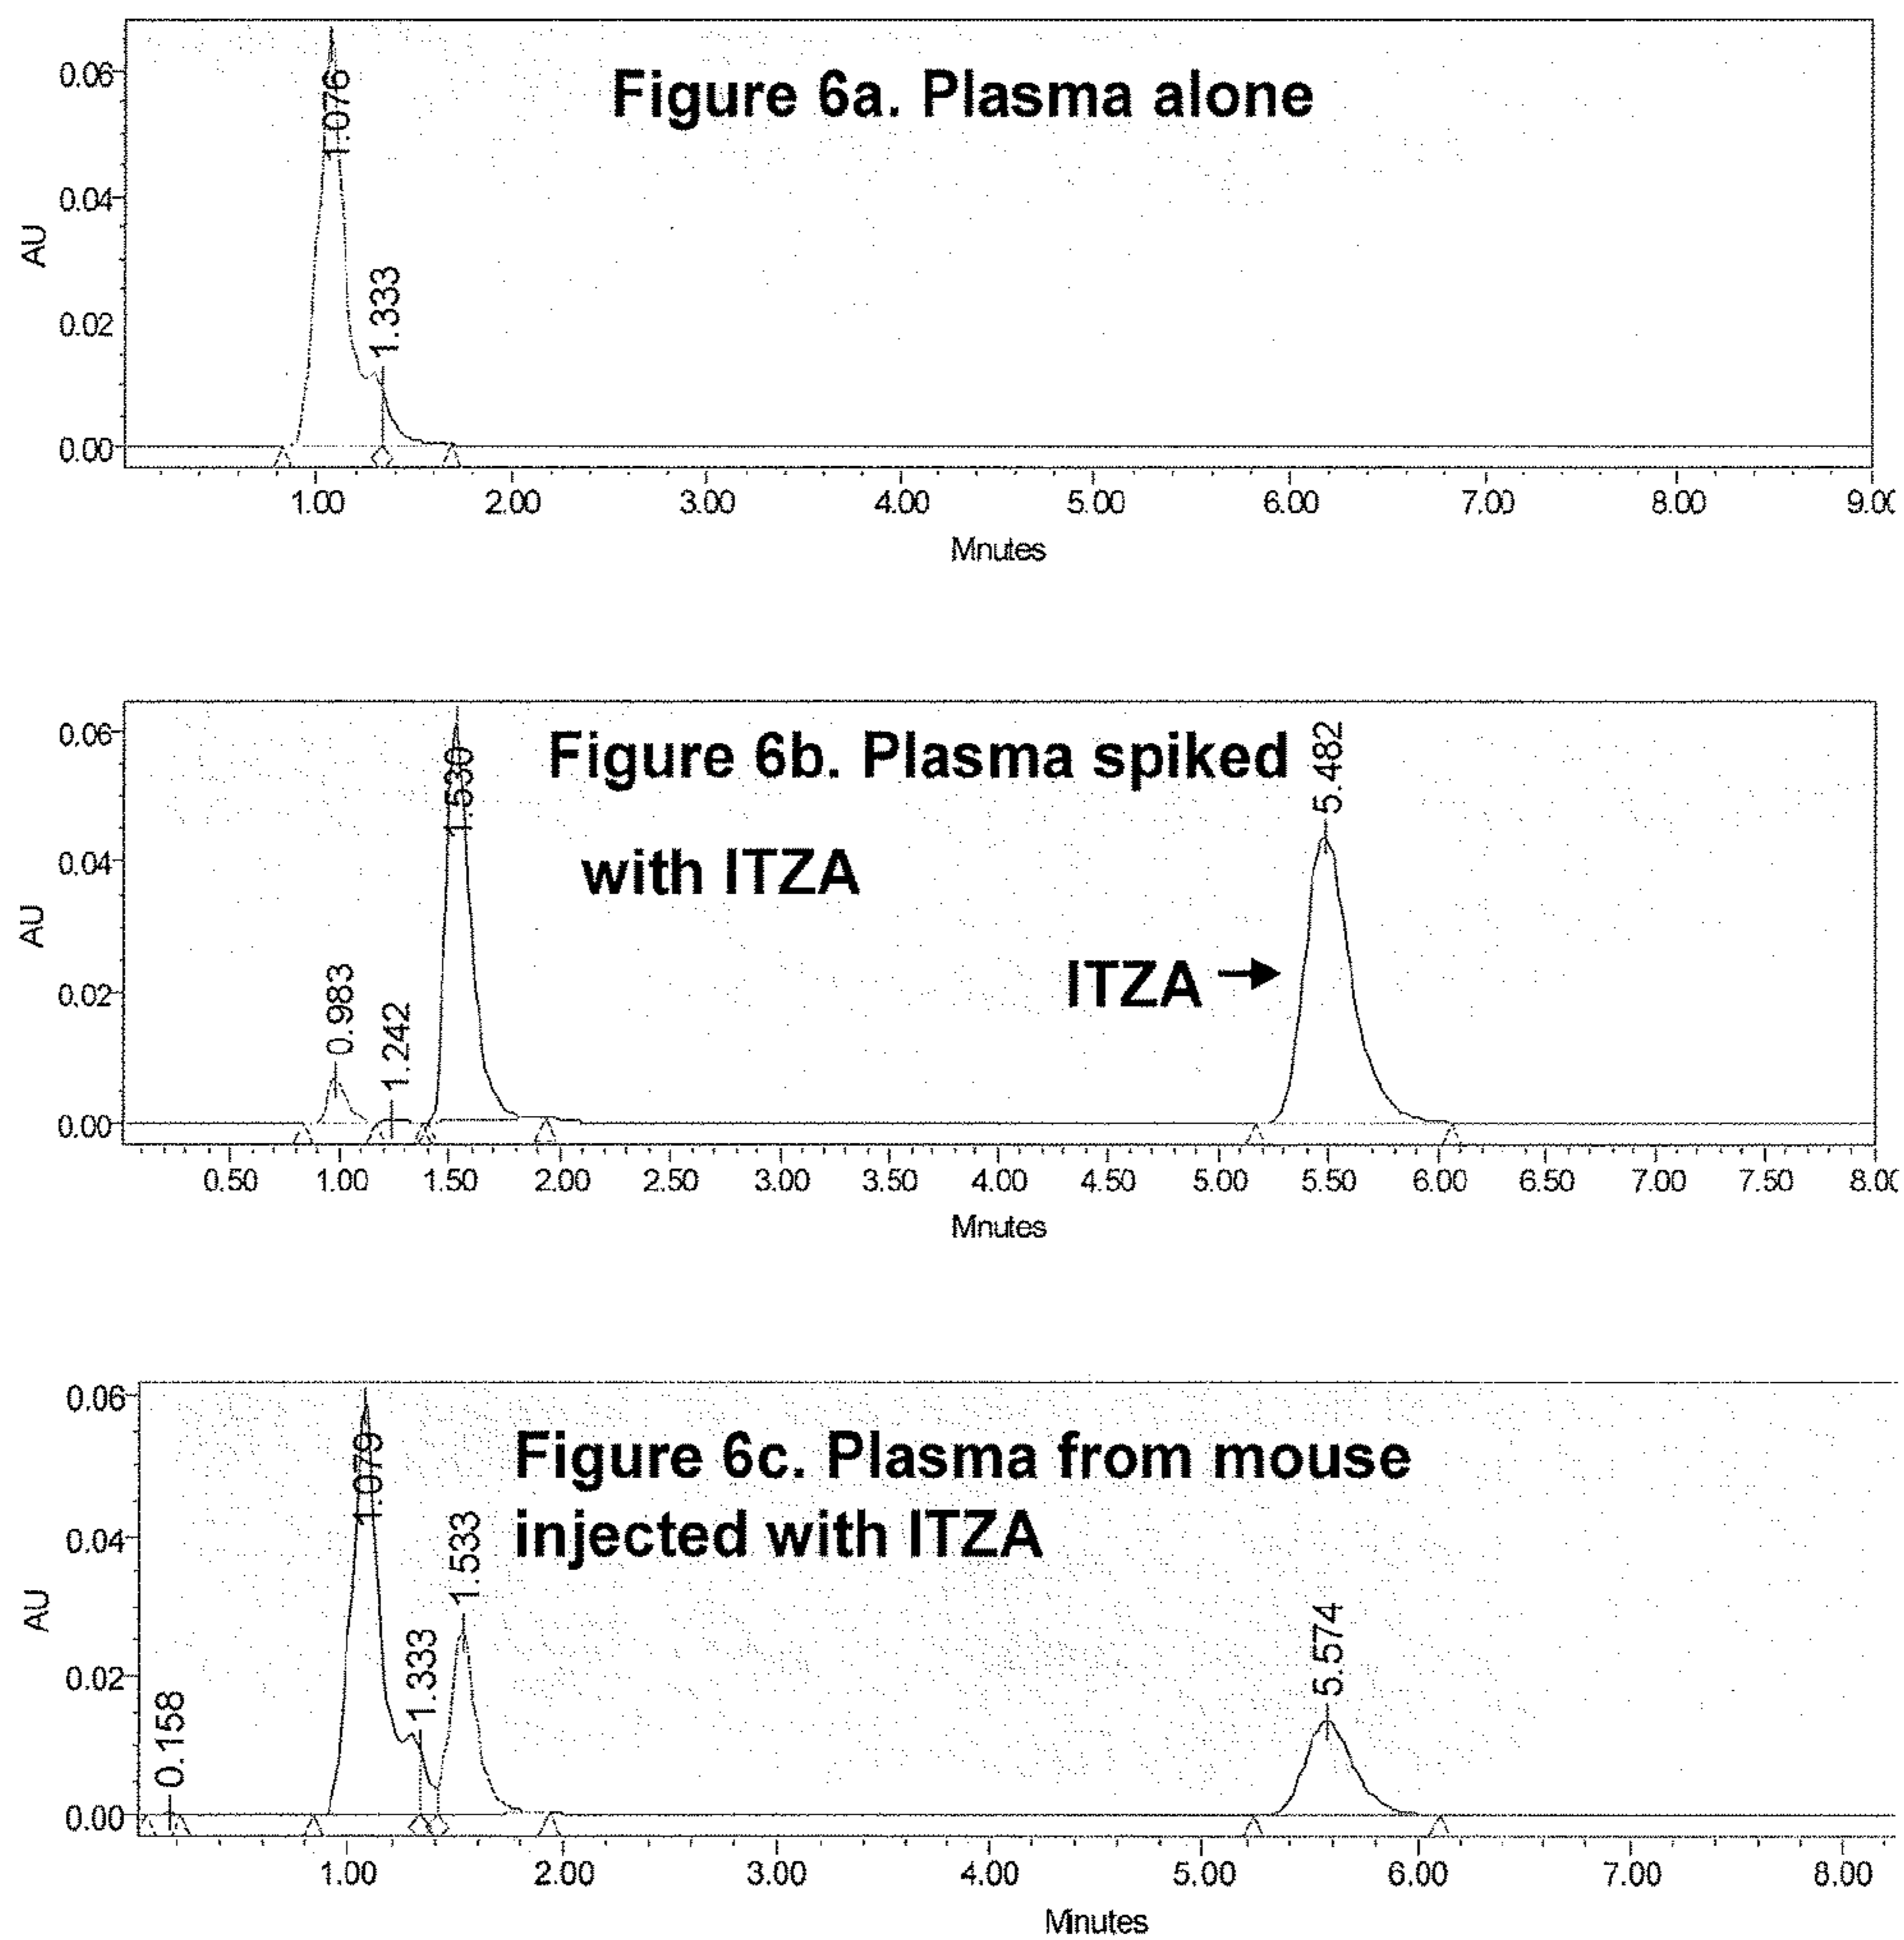 Figure 6a. Plasma alone
1.076
1.333
AU
0.06
0.04
0.02
0.00
1.00 2.00 3.00 4.00 5.00 6.00 7.00 8.00 9.0
Mnutes
Figure 6b. Plasma spiked
with ITZA
ITZA
0.983
1.242
1.530
5.482
AU
0.06
0.04
0.02
0.00
0.50 1.00 1.50 2.00 2.50 3.00 3.50 4.00 4.50 5.00 5.50 6.00 6.50 7.00 7.50 8.0
Mnutes
Figure 6c. Plasma from mouse
injected with ITZA
0.158
1.079
1.333
1.533
5.574
AU
0.06
0.04
0.02
0.00
1.00 2.00 3.00 4.00 5.00 6.00 7.00 8.00
Minutes